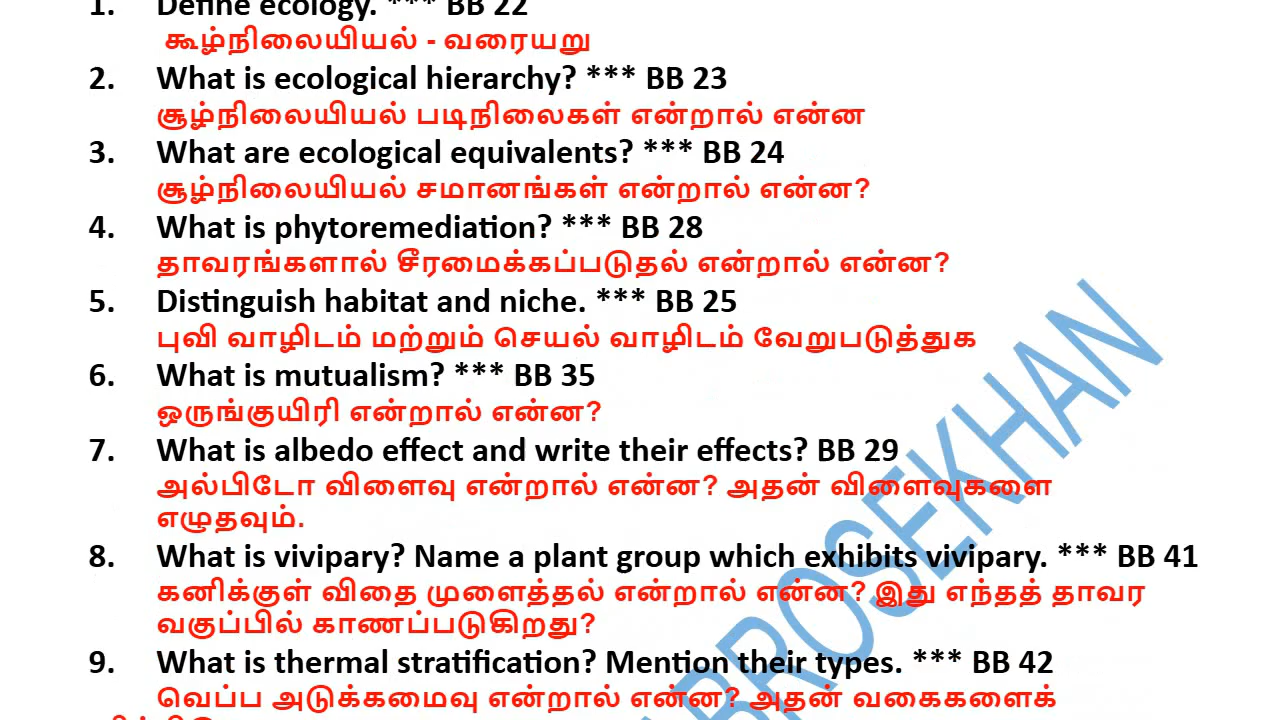 1. Define ecology. *** BB 22
சூழ்நிலையியல் - வரையறு
2. What is ecological hierarchy? *** BB 23
சூழ்நிலையியல் படிநிலைகள் என்றால் என்ன
3. What are ecological equivalents? *** BB 24
சூழ்நிலையியல் சமானங்கள் என்றால் என்ன?
4. What is phytoremediation? *** BB 28
தாவரங்களால் சீரமைக்கப்படுதல் என்றால் என்ன?
5. Distinguish habitat and niche. *** BB 25
புவி வாழிடம் மற்றும் செயல் வாழிடம் வேறுபடுத்துக
6. What is mutualism? *** BB 35
ஒருங்குயிரி என்றால் என்ன?
7. What is albedo effect and write their effects? BB 29
அல்பிடோ விளைவு என்றால் என்ன? அதன் விளைவுகளை
எழுதவும்.
8. What is vivipary? Name a plant group which exhibits vivipary. *** BB 41
கனிக்குள் விதை முளைத்தல் என்றால் என்ன? இது எந்தத் தாவர
வகுப்பில் காணப்படுகிறது?
9. What is thermal stratification? Mention their types. *** BB 42
வெப்ப அடுக்கமைவு என்றால் என்ன? அதன் வகைகளைக்